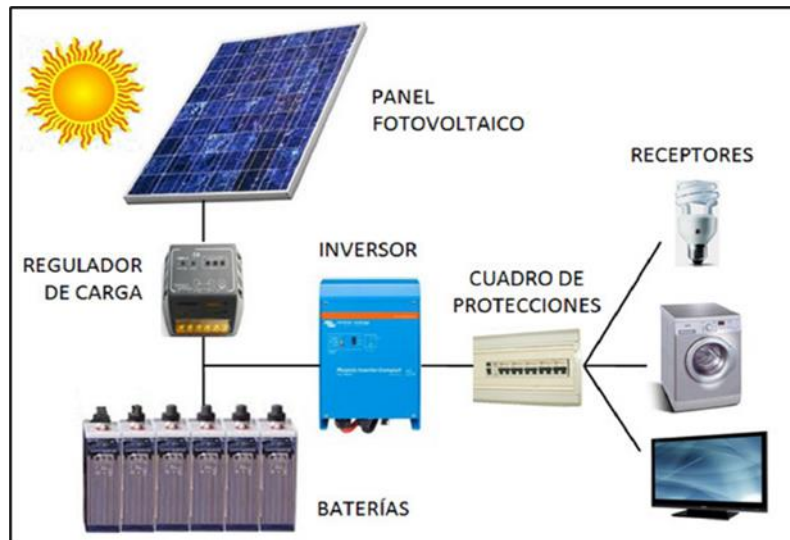 PANEL
FOTOVOLTAICO
RECEPTORES
REGULADOR
DE CARGA
INVERSOR
CUADRO DE
PROTECCIONES
BATERÍAS